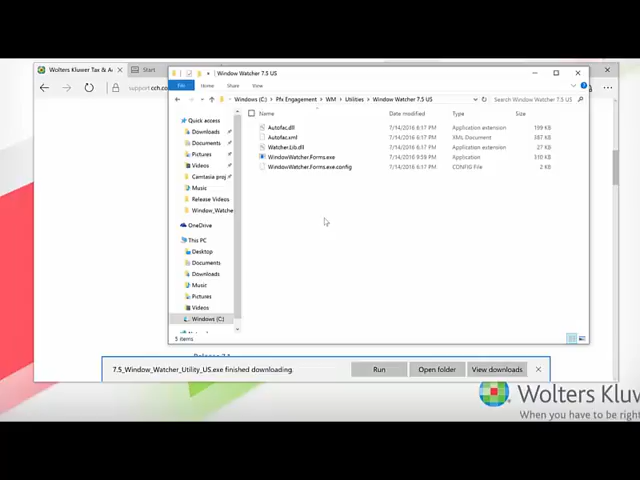 Wolters Kluwer Tax & A
Start
Window Watcher 7.5 US
support.cch.co
File
Home
Share
View
Windows (C:) > Pfx Engagement > WM > Utilities > Window Watcher 7.5 US
Search Window Watcher 7.5 US
Quick access
Downloads
Documents
Pictures
Videos
Camtasia proj
Music
Release Videos
Window_Watche
OneDrive
This PC
Desktop
Documents
Downloads
Music
Pictures
Videos
Windows (C:)
Name
Date modified
Type
Size
Autofac.dll 7/14/2016 6:17 PM Application extension 199 KB
Autofac.xml 7/14/2016 6:17 PM XML Document 387 KB
Watcher.Lib.dll 7/14/2016 6:17 PM Application extension 27 KB
WindowWatcher.Forms.exe 7/14/2016 9:59 PM Application 310 KB
WindowWatcher.Forms.exe.config 7/14/2016 6:17 PM CONFIG File 2 KB
5 items
7.5_Window_Watcher_Utility_US.exe finished downloading.
Run
Open folder
View downloads
Wolters Kluw
When you have to be right